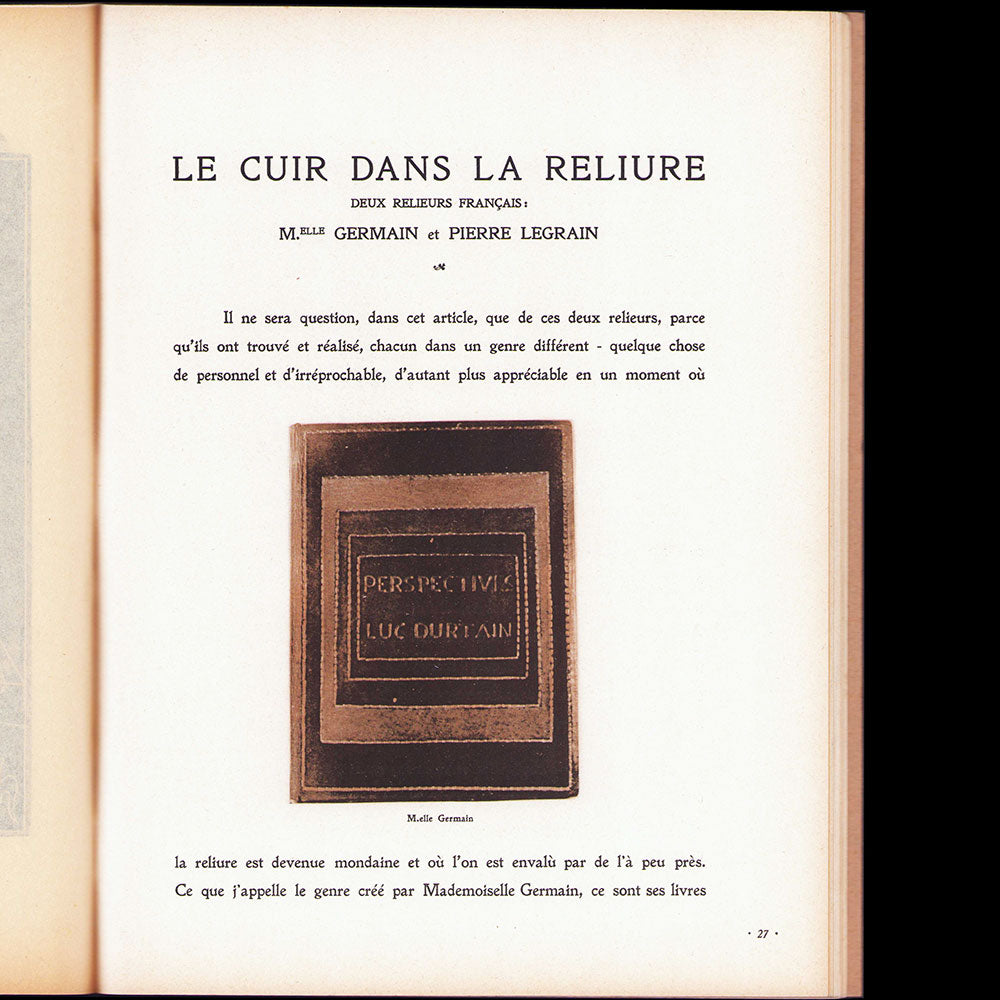 LE CUIR DANS LA RELIURE
DEUX RELIEURS FRANÇAIS:
M.ELLE GERMAIN et PIERRE LEGRAIN
Il ne sera question, dans cet article, que de ces deux relieurs, parce
qu'ils ont trouvé et réalisé, chacun dans un genre différent - quelque chose
de personnel et d'irréprochable, d'autant plus appréciable en un moment où
PERSPECTIVES
LUC DURTAIN
M.elle Germain
la reliure est devenue mondaine et où l'on est envalù par de l'à peu près.
Ce que j'appelle le genre créé par Mademoiselle Germain, ce sont ses livres
· 27 ·